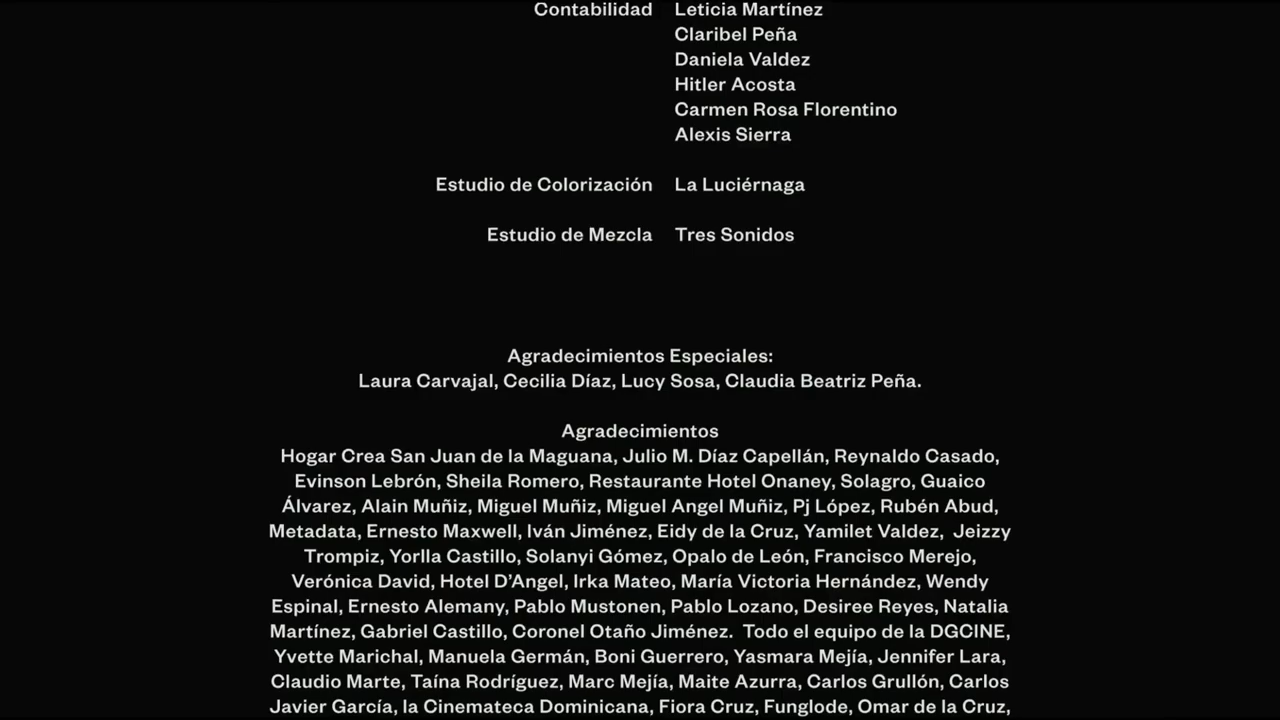 Contabilidad Leticia Martínez
Claribel Peña
Daniela Valdez
Hitler Acosta
Carmen Rosa Florentino
Alexis Sierra
Estudio de Colorización La Luciérnaga
Estudio de Mezcla Tres Sonidos
Agradecimientos Especiales:
Laura Carvajal, Cecilia Díaz, Lucy Sosa, Claudia Beatriz Peña.
Agradecimientos
Hogar Crea San Juan de la Maguana, Julio M. Díaz Capellán, Reynaldo Casado,
Evinson Lebrón, Sheila Romero, Restaurante Hotel Onaney, Solagro, Guaico
Álvarez, Alain Muñiz, Miguel Muñiz, Miguel Angel Muñiz, Pj López, Rubén Abud,
Metadata, Ernesto Maxwell, Iván Jiménez, Eidy de la Cruz, Yamilet Valdez,  Jeizzy
Trompiz, Yorlla Castillo, Solanyi Gómez, Opalo de León, Francisco Merejo,
Verónica David, Hotel D’Angel, Irka Mateo, María Victoria Hernández, Wendy
Espinal, Ernesto Alemany, Pablo Mustonen, Pablo Lozano, Desiree Reyes, Natalia
Martínez, Gabriel Castillo, Coronel Otaño Jiménez.  Todo el equipo de la DGCINE,
Yvette Marichal, Manuela Germán, Boni Guerrero, Yasmara Mejía, Jennifer Lara,
Claudio Marte, Taína Rodríguez, Marc Mejía, Maite Azurra, Carlos Grullón, Carlos
Javier García, la Cinemateca Dominicana, Fiora Cruz, Funglode, Omar de la Cruz,